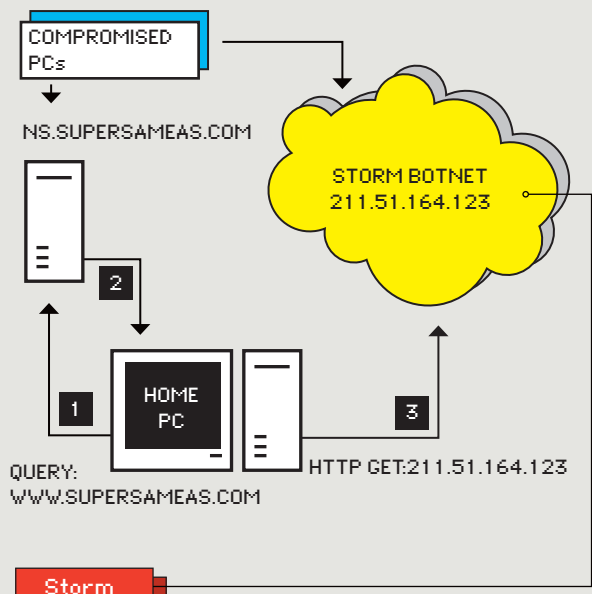 COMPROMISED
PCs
NS.SUPERSAMEAS.COM
STORM BOTNET
211.51.164.123
2
1
HOME
PC
3
QUERY:
WWW.SUPERSAMEAS.COM
HTTP GET:211.51.164.123
Storm